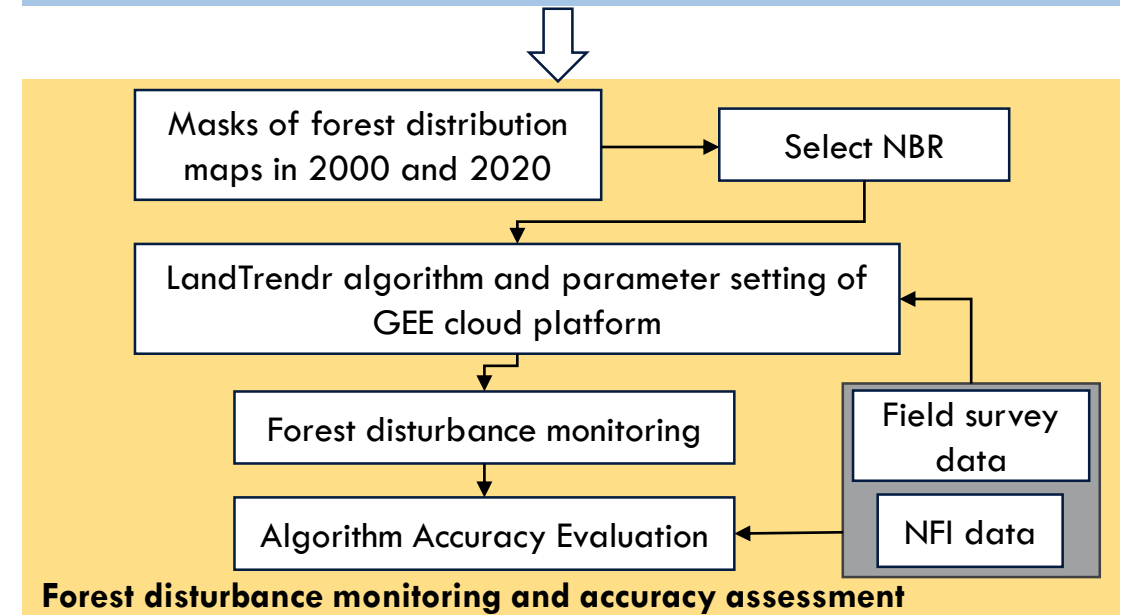 Masks of forest distribution
maps in 2000 and 2020
Select NBR
LandTrendr algorithm and parameter setting of
GEE cloud platform
Forest disturbance monitoring
Field survey
data
Algorithm Accuracy Evaluation
NFI data
Forest disturbance monitoring and accuracy assessment